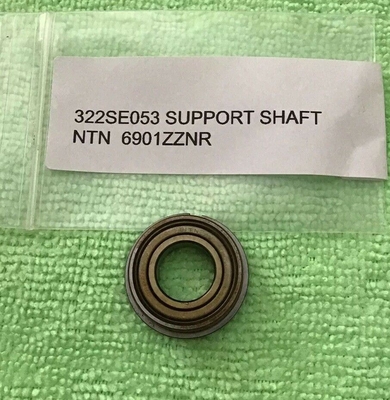 322SE053 SUPPORT SHAFT
NTN 6901ZZNR